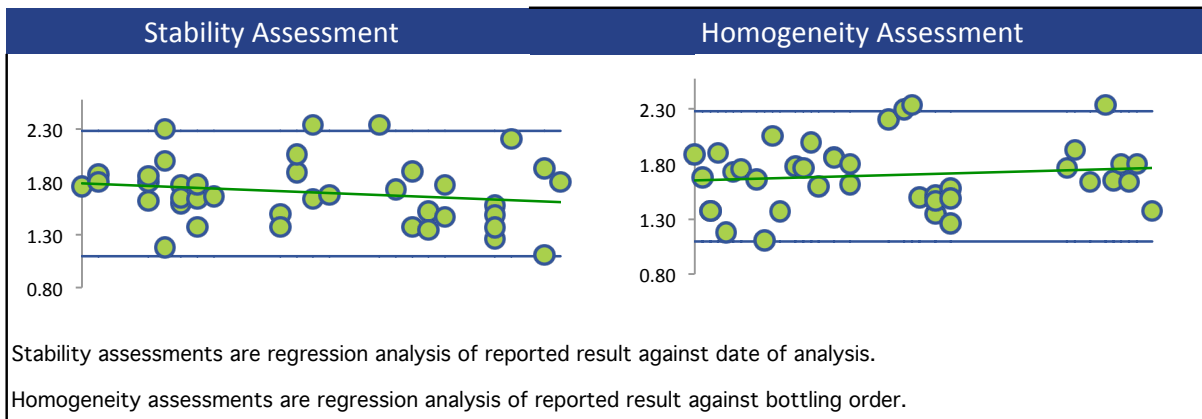 Stability Assessment
Homogeneity Assessment
2.30
1.80
1.30
0.80
2.30
1.80
1.30
0.80
Stability assessments are regression analysis of reported result against date of analysis.
Homogeneity assessments are regression analysis of reported result against bottling order.